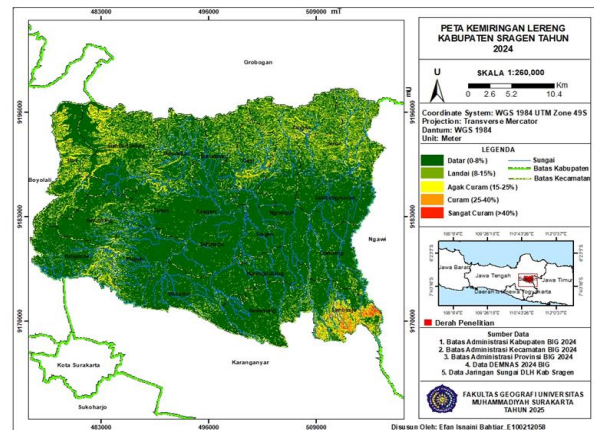 483000 496000 509000 mT
Grobogan
Boyolali
Ngawi
Karanganyar
Kota Surakarta
Sukoharjo
9196000
9183000
9170000
mU
9196000
9183000
9170000
483000 496000 509000
PETA KEMIRINGAN LERENG
KABUPATEN SRAGEN TAHUN
2024
U
SKALA 1:260,000
Km
0 2.6 5.2 10.4
Coordinate System: WGS 1984 UTM Zone 49S
Projection: Transverse Mercator
Dantum: WGS 1984
Unit: Meter
LEGENDA
Datar (0-8%)
Landai (8-15%)
Agak Curam (15-25%)
Curam (25-40%)
Sangat Curam (>40%)
Sungai
Batas Kabupaten
Batas Kecamatan
Jawa Barat
Jawa Tengah
Jawa Timur
Daerah Istimewa Yogyakarta
Derah Penelitian
Sumber Data
1. Batas Administrasi Kabupaten BIG 2024
2. Batas Administrasi Kecamatan BIG 2024
3. Batas Administrasi Provinsi BIG 2024
4. Data DEMNAS 2024 BIG
5. Data Jaringan Sungai DLH Kab Sragen
FAKULTAS GEOGRAFI UNIVERSITAS
MUHAMMADIYAH SURAKARTA
TAHUN 2025
Disusun Oleh: Efan Isnaini Bahtiar_E100212058